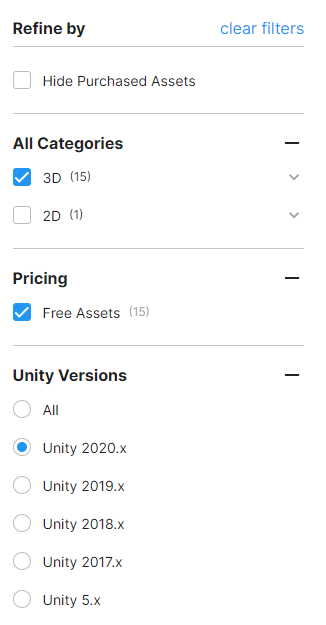 Refine by clear filters
Hide Purchased Assets
All Categories
3D (15)
2D (1)
Pricing
Free Assets (15)
Unity Versions
All
Unity 2020.x
Unity 2019.x
Unity 2018.x
Unity 2017.x
Unity 5.x